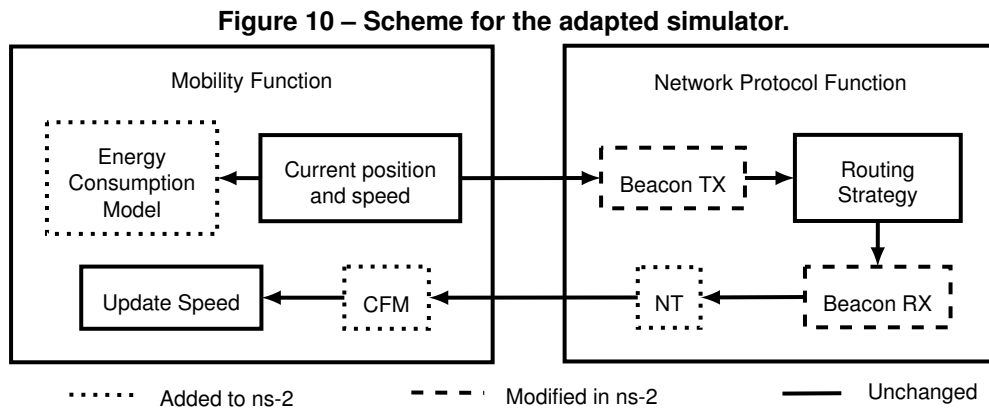 Figure 10 – Scheme for the adapted simulator.
Mobility Function
Network Protocol Function
Energy
Consumption
Model
Current position
and speed
Beacon TX
Routing
Strategy
Update Speed
CFM
NT
Beacon RX
Added to ns-2
Modified in ns-2
Unchanged